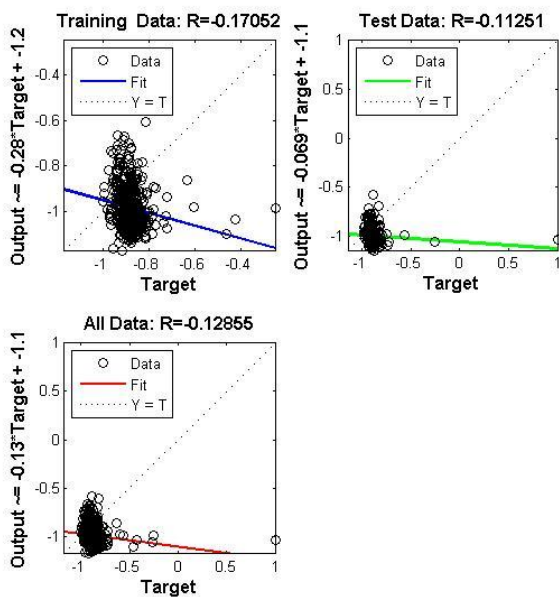 Training  Data: R=-0.17052
Output ~= -0.28*Target + -1.2
-0.4
-0.6
-0.8
-1
Data
Fit
Y = T
-1
-0.8
-0.6
-0.4
Target
Test Data: R=-0.11251
Output ~= -0.069*Target + -1.1
1
0.5
0
-0.5
-1
Data
Fit
Y = T
-1
-0.5
0
0.5
1
Target
All Data: R=-0.12855
Output ~= -0.13*Target + -1.1
1
0.5
0
-0.5
-1
Data
Fit
Y = T
-1
-0.5
0
0.5
1
Target